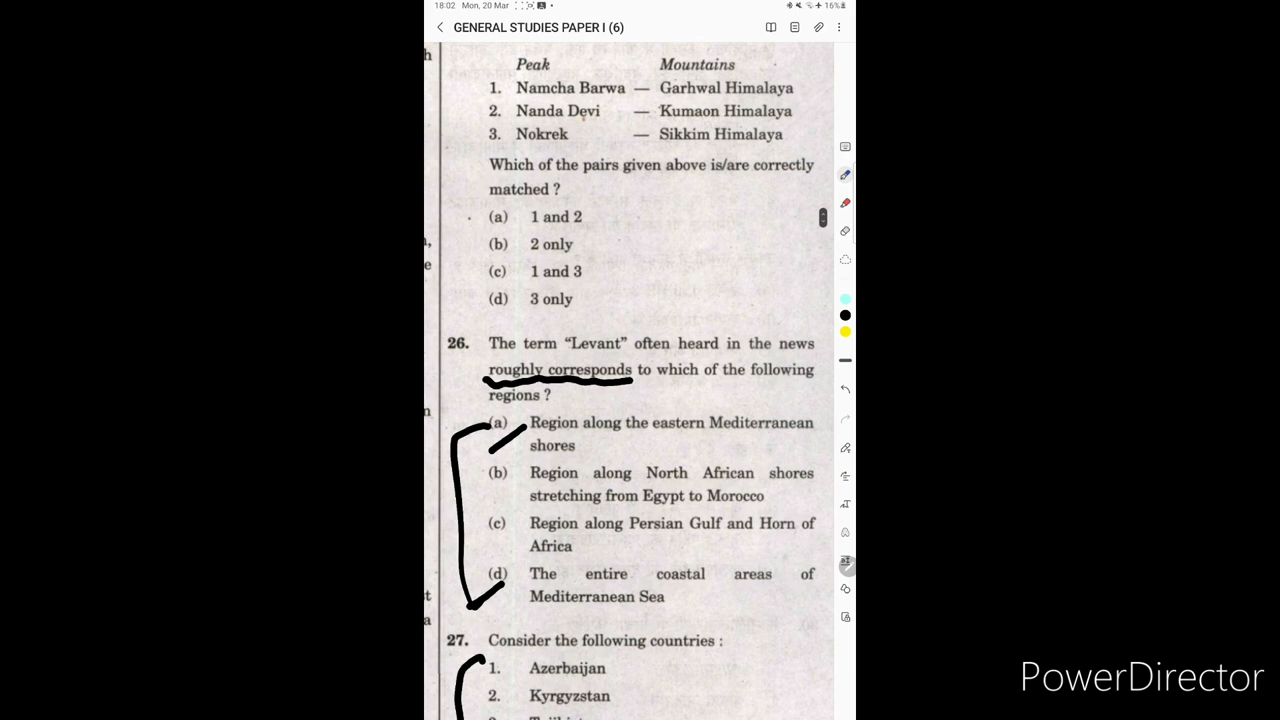 18:02 Mon, 20 Mar
16%
GENERAL STUDIES PAPER I (6)
Peak Mountains
1. Namcha Barwa — Garhwal Himalaya
2. Nanda Devi — Kumaon Himalaya
3. Nokrek — Sikkim Himalaya
Which of the pairs given above is/are correctly
matched ?
(a) 1 and 2
(b) 2 only
(c) 1 and 3
(d) 3 only
26. The term “Levant” often heard in the news
roughly corresponds to which of the following
regions ?
(a) Region along the eastern Mediterranean
shores
(b) Region along North African shores
stretching from Egypt to Morocco
(c) Region along Persian Gulf and Horn of
Africa
(d) The entire coastal areas of
Mediterranean Sea
27. Consider the following countries :
1. Azerbaijan
2. Kyrgyzstan
PowerDirector